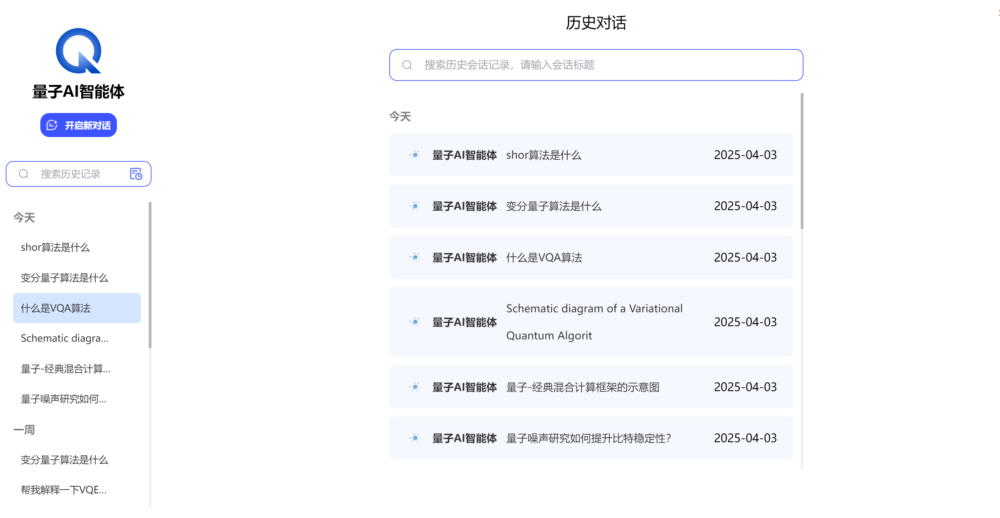 量子AI智能体
开启新对话
搜索历史记录
今天
shor算法是什么
变分量子算法是什么
什么是VQA算法
Schematic diagra...
量子-经典混合计算...
量子噪声研究如何...
一周
变分量子算法是什么
帮我解释一下VQE...
历史对话
搜索历史会话记录，请输入会话标题
今天
量子AI智能体 shor算法是什么 2025-04-03
量子AI智能体 变分量子算法是什么 2025-04-03
量子AI智能体 什么是VQA算法 2025-04-03
Schematic diagram of a Variational
量子AI智能体 2025-04-03
Quantum Algorit
量子AI智能体 量子-经典混合计算框架的示意图 2025-04-03
量子AI智能体 量子噪声研究如何提升比特稳定性？ 2025-04-03